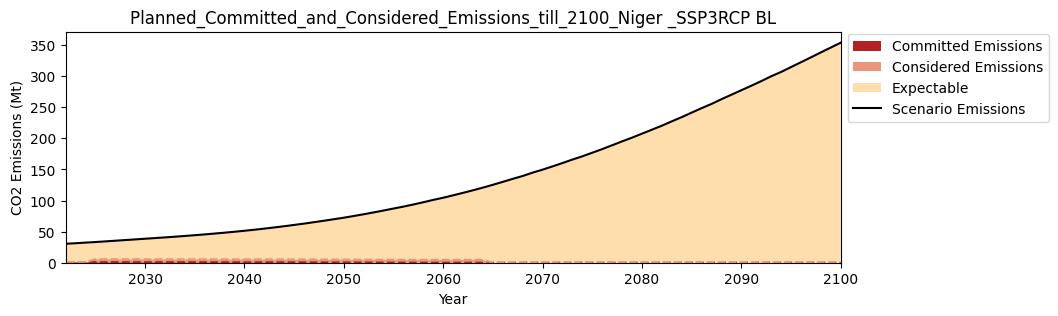 Planned_Committed_and_Considered_Emissions_till_2100_Niger _SSP3RCP BL
CO2 Emissions (Mt)
350
300
250
200
150
100
50
0
2030 2040 2050 2060 2070 2080 2090 2100
Year
Committed Emissions
Considered Emissions
Expectable
Scenario Emissions